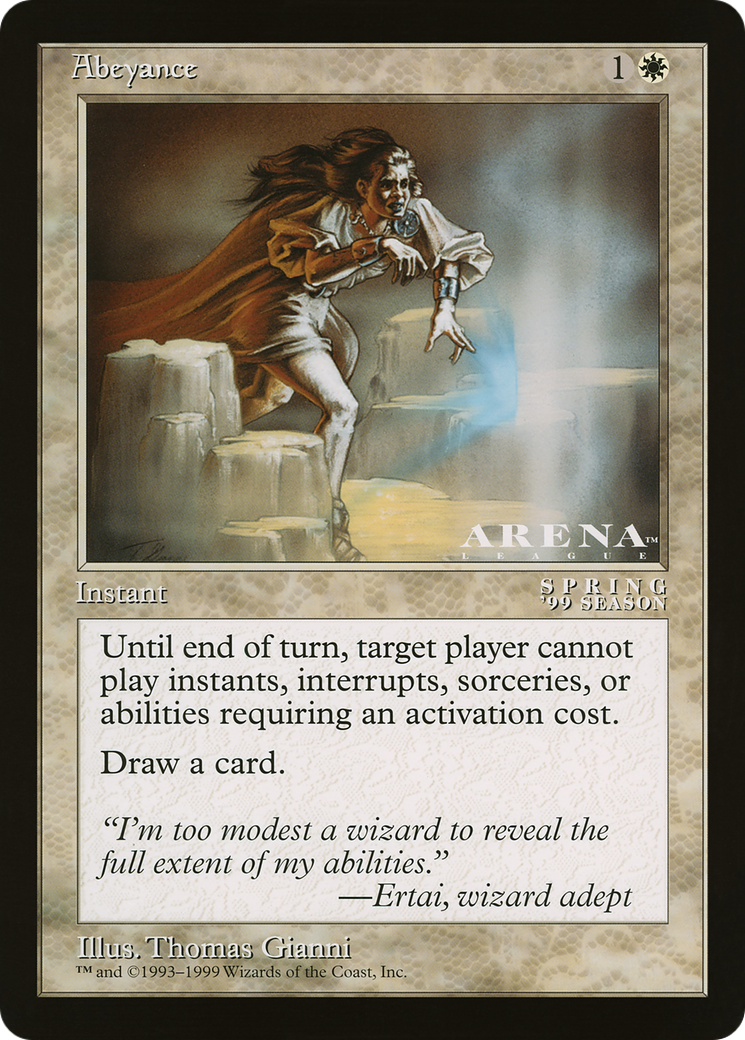 Abeyance 1
ARENA™
LEAGUE
Instant
SPRING
'99 SEASON
Until end of turn, target player cannot
play instants, interrupts, sorceries, or
abilities requiring an activation cost.
Draw a card.
“I'm too modest a wizard to reveal the
full extent of my abilities.”
—Ertai, wizard adept
Illus. Thomas Gianni
™ and ©1993–1999 Wizards of the Coast, Inc.